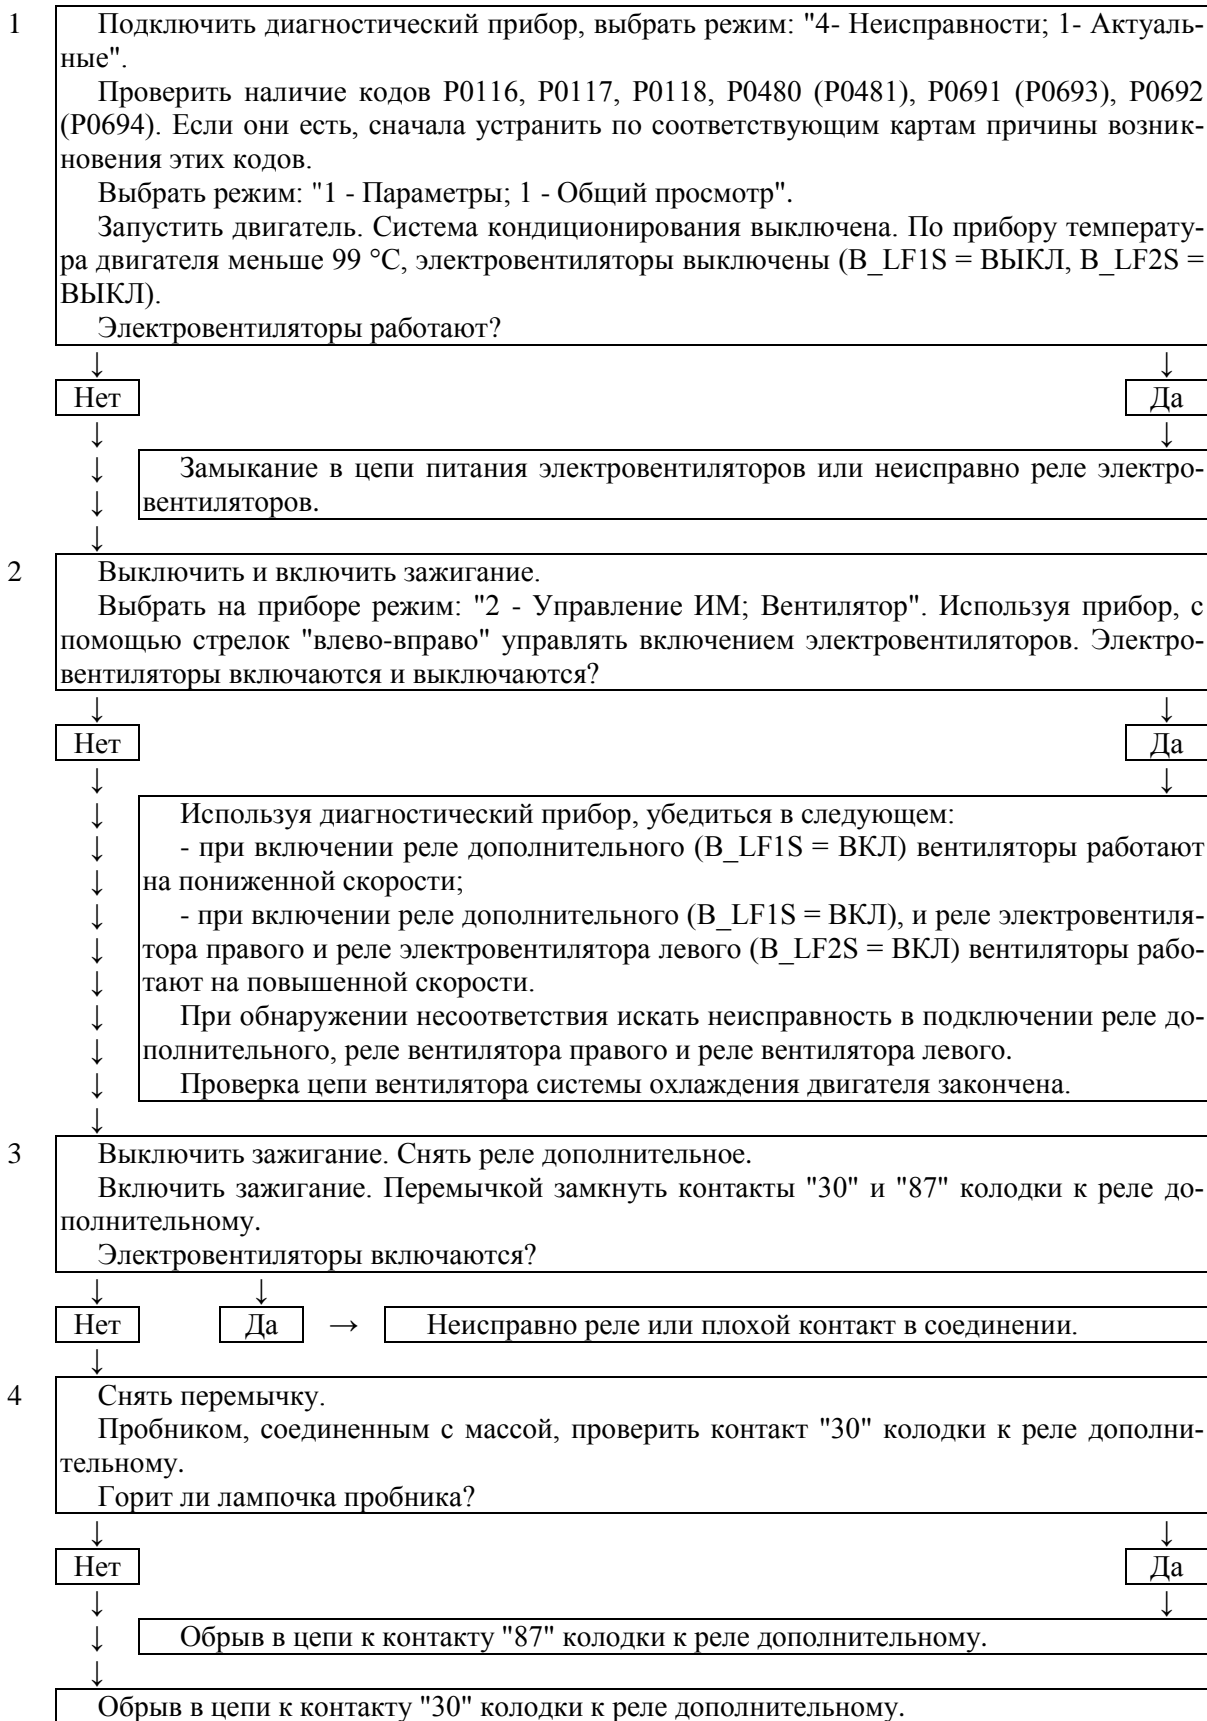 1 Подключить диагностический прибор, выбрать режим: "4- Неисправности; 1- Актуаль-
ные".
Проверить наличие кодов P0116, P0117, P0118, P0480 (P0481), P0691 (P0693), P0692
(P0694). Если они есть, сначала устранить по соответствующим картам причины возник-
новения этих кодов.
Выбрать режим: "1 - Параметры; 1 - Общий просмотр".
Запустить двигатель. Система кондиционирования выключена. По прибору температу-
ра двигателя меньше 99 °С, электровентиляторы выключены (B_LF1S = ВЫКЛ, B_LF2S =
ВЫКЛ).
Электровентиляторы работают?
↓ ↓
Нет Да
↓ ↓
↓ Замыкание в цепи питания электровентиляторов или неисправно реле электро-
↓ вентиляторов.
↓
2 Выключить и включить зажигание.
Выбрать на приборе режим: "2 - Управление ИМ; Вентилятор". Используя прибор, с
помощью стрелок "влево-вправо" управлять включением электровентиляторов. Электро-
вентиляторы включаются и выключаются?
↓ ↓
Нет Да
↓ ↓
↓ Используя диагностический прибор, убедиться в следующем:
↓ - при включении реле дополнительного (B_LF1S = ВКЛ) вентиляторы работают
↓ на пониженной скорости;
↓ - при включении реле дополнительного (B_LF1S = ВКЛ), и реле электровентиля-
↓ тора правого и реле электровентилятора левого (B_LF2S = ВКЛ) вентиляторы рабо-
↓ тают на повышенной скорости.
↓ При обнаружении несоответствия искать неисправность в подключении реле до-
↓ полнительного, реле вентилятора правого и реле вентилятора левого.
↓ Проверка цепи вентилятора системы охлаждения двигателя закончена.
↓
3 Выключить зажигание. Снять реле дополнительное.
Включить зажигание. Перемычкой замкнуть контакты "30" и "87" колодки к реле до-
полнительному.
Электровентиляторы включаются?
↓ ↓
Нет Да → Неисправно реле или плохой контакт в соединении.
↓
4 Снять перемычку.
Пробником, соединенным с массой, проверить контакт "30" колодки к реле дополни-
тельному.
Горит ли лампочка пробника?
↓ ↓
Нет Да
↓ ↓
↓ Обрыв в цепи к контакту "87" колодки к реле дополнительному.
↓
Обрыв в цепи к контакту "30" колодки к реле дополнительному.